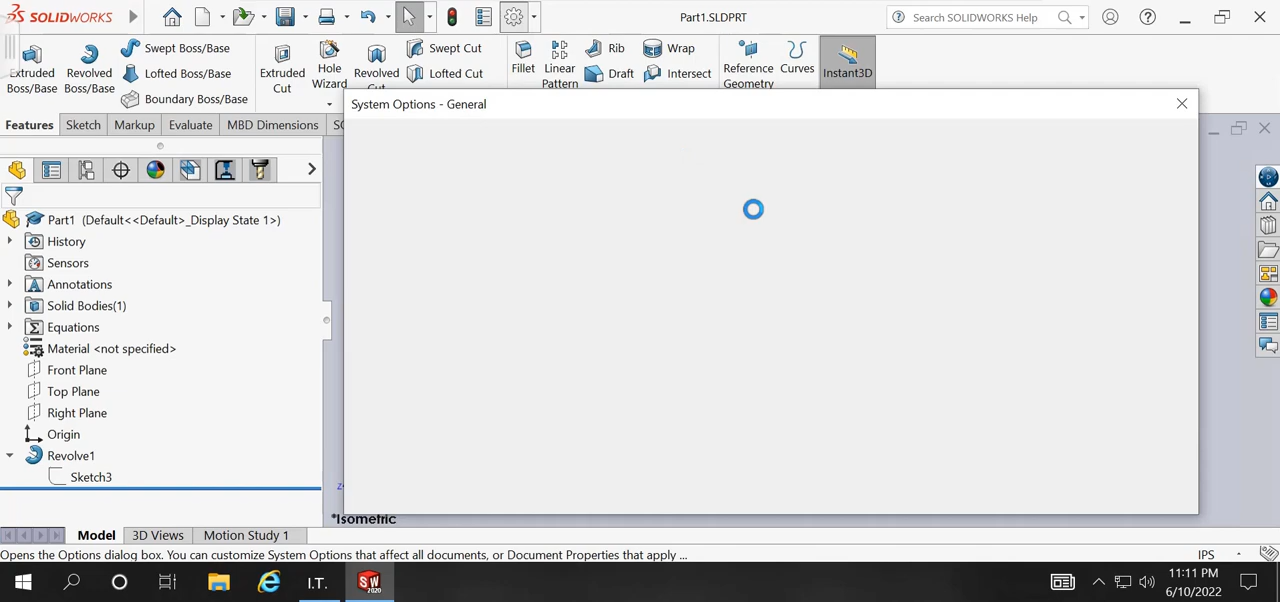 SOLIDWORKS
Part1.SLDPRT
Search SOLIDWORKS Help
Extruded Boss/Base
Revolved Boss/Base
Swept Boss/Base
Lofted Boss/Base
Boundary Boss/Base
Extruded Cut
Hole Wizard
Revolved Cut
Swept Cut
Lofted Cut
Fillet
Linear Pattern
Rib
Draft
Wrap
Intersect
Reference Geometry
Curves
Instant3D
Features
Sketch
Markup
Evaluate
MBD Dimensions
SO
System Options - General
Part1 (Default<<Default>_Display State 1>)
History
Sensors
Annotations
Solid Bodies(1)
Equations
Material <not specified>
Front Plane
Top Plane
Right Plane
Origin
Revolve1
Sketch3
*Isometric
Model
3D Views
Motion Study 1
Opens the Options dialog box. You can customize System Options that affect all documents, or Document Properties that apply ...
IPS
I.T.
SW
2020
11:11 PM
6/10/2022